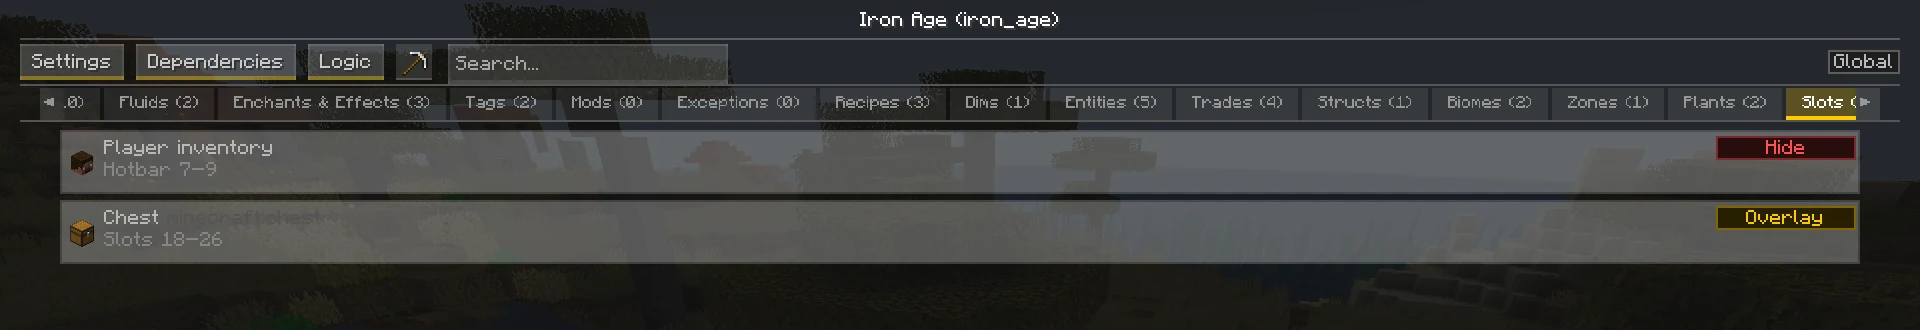 Iron Age (iron_age)
Settings Dependencies Logic Search... Global
◄ .0) Fluids (2) Enchants & Effects (3) Tags (2) Mods (0) Exceptions (0) Recipes (3) Dims (1) Entities (5) Trades (4) Structs (1) Biomes (2) Zones (1) Plants (2) Slots ( ►
Player inventory Hide
Hotbar 7–9
Chest minecraft:chest Overlay
Slots 18–26